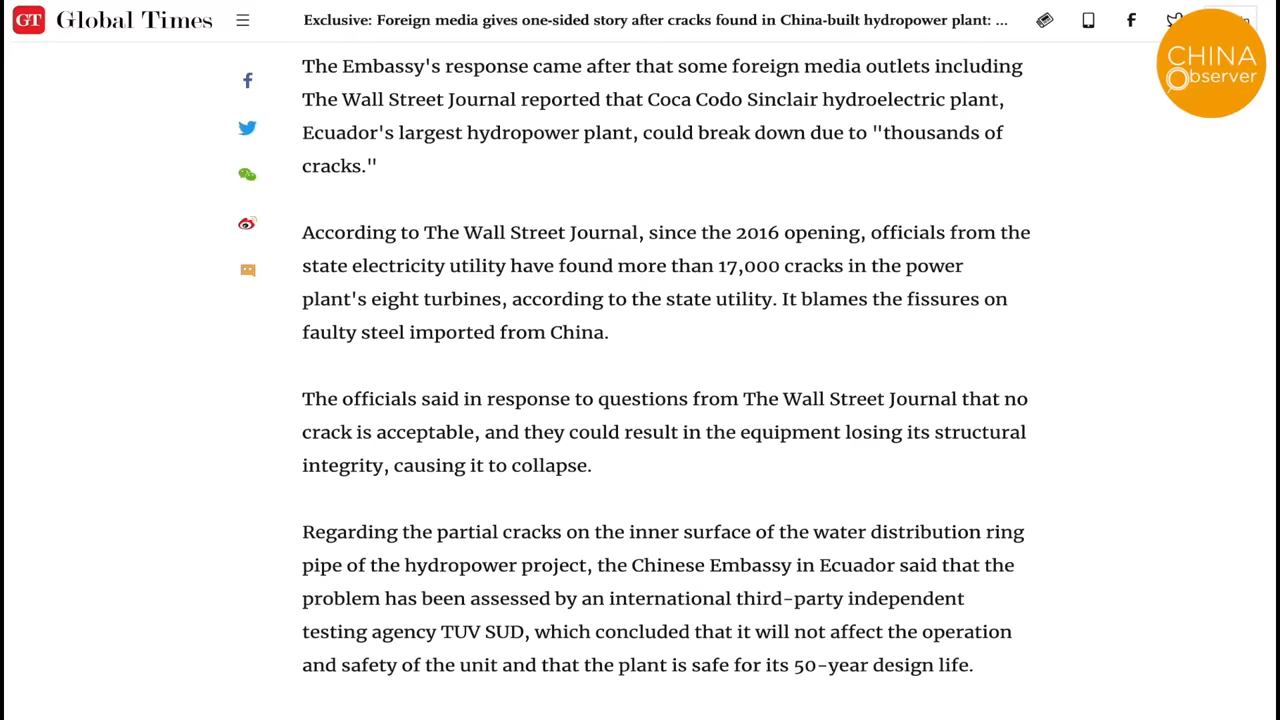 GT Global Times
Exclusive: Foreign media gives one-sided story after cracks found in China-built hydropower plant: ...
CHINA
Observer
The Embassy's response came after that some foreign media outlets including
The Wall Street Journal reported that Coca Codo Sinclair hydroelectric plant,
Ecuador's largest hydropower plant, could break down due to "thousands of
cracks."
According to The Wall Street Journal, since the 2016 opening, officials from the
state electricity utility have found more than 17,000 cracks in the power
plant's eight turbines, according to the state utility. It blames the fissures on
faulty steel imported from China.
The officials said in response to questions from The Wall Street Journal that no
crack is acceptable, and they could result in the equipment losing its structural
integrity, causing it to collapse.
Regarding the partial cracks on the inner surface of the water distribution ring
pipe of the hydropower project, the Chinese Embassy in Ecuador said that the
problem has been assessed by an international third-party independent
testing agency TUV SUD, which concluded that it will not affect the operation
and safety of the unit and that the plant is safe for its 50-year design life.